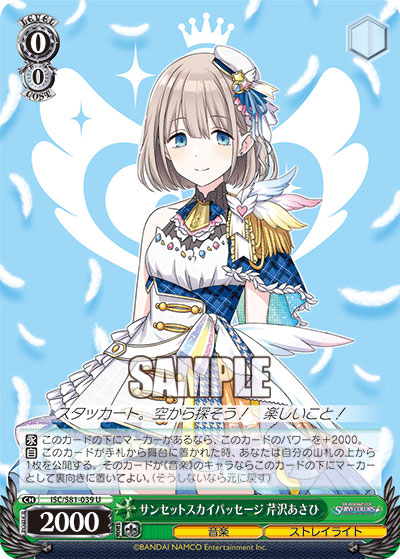 LEVEL
0
0
COST
SAMPLE
スタッカート。空から探そう! 楽しいこと!
永 このカードの下にマーカーがあるなら、このカードのパワーを+2000。
自 このカードが手札から舞台に置かれた時、あなたは自分の山札の上から
1枚を公開する。そのカードが《音楽》のキャラならこのカードの下にマーカー
として裏向きに置いてよい。(そうしないなら元に戻す)
CH ISC/S81-039 U
サンセットスカイパッセージ 芹沢あさひ
2000
音楽
ストレイライト
SHINY COLORS
©BANDAI NAMCO Entertainment Inc.